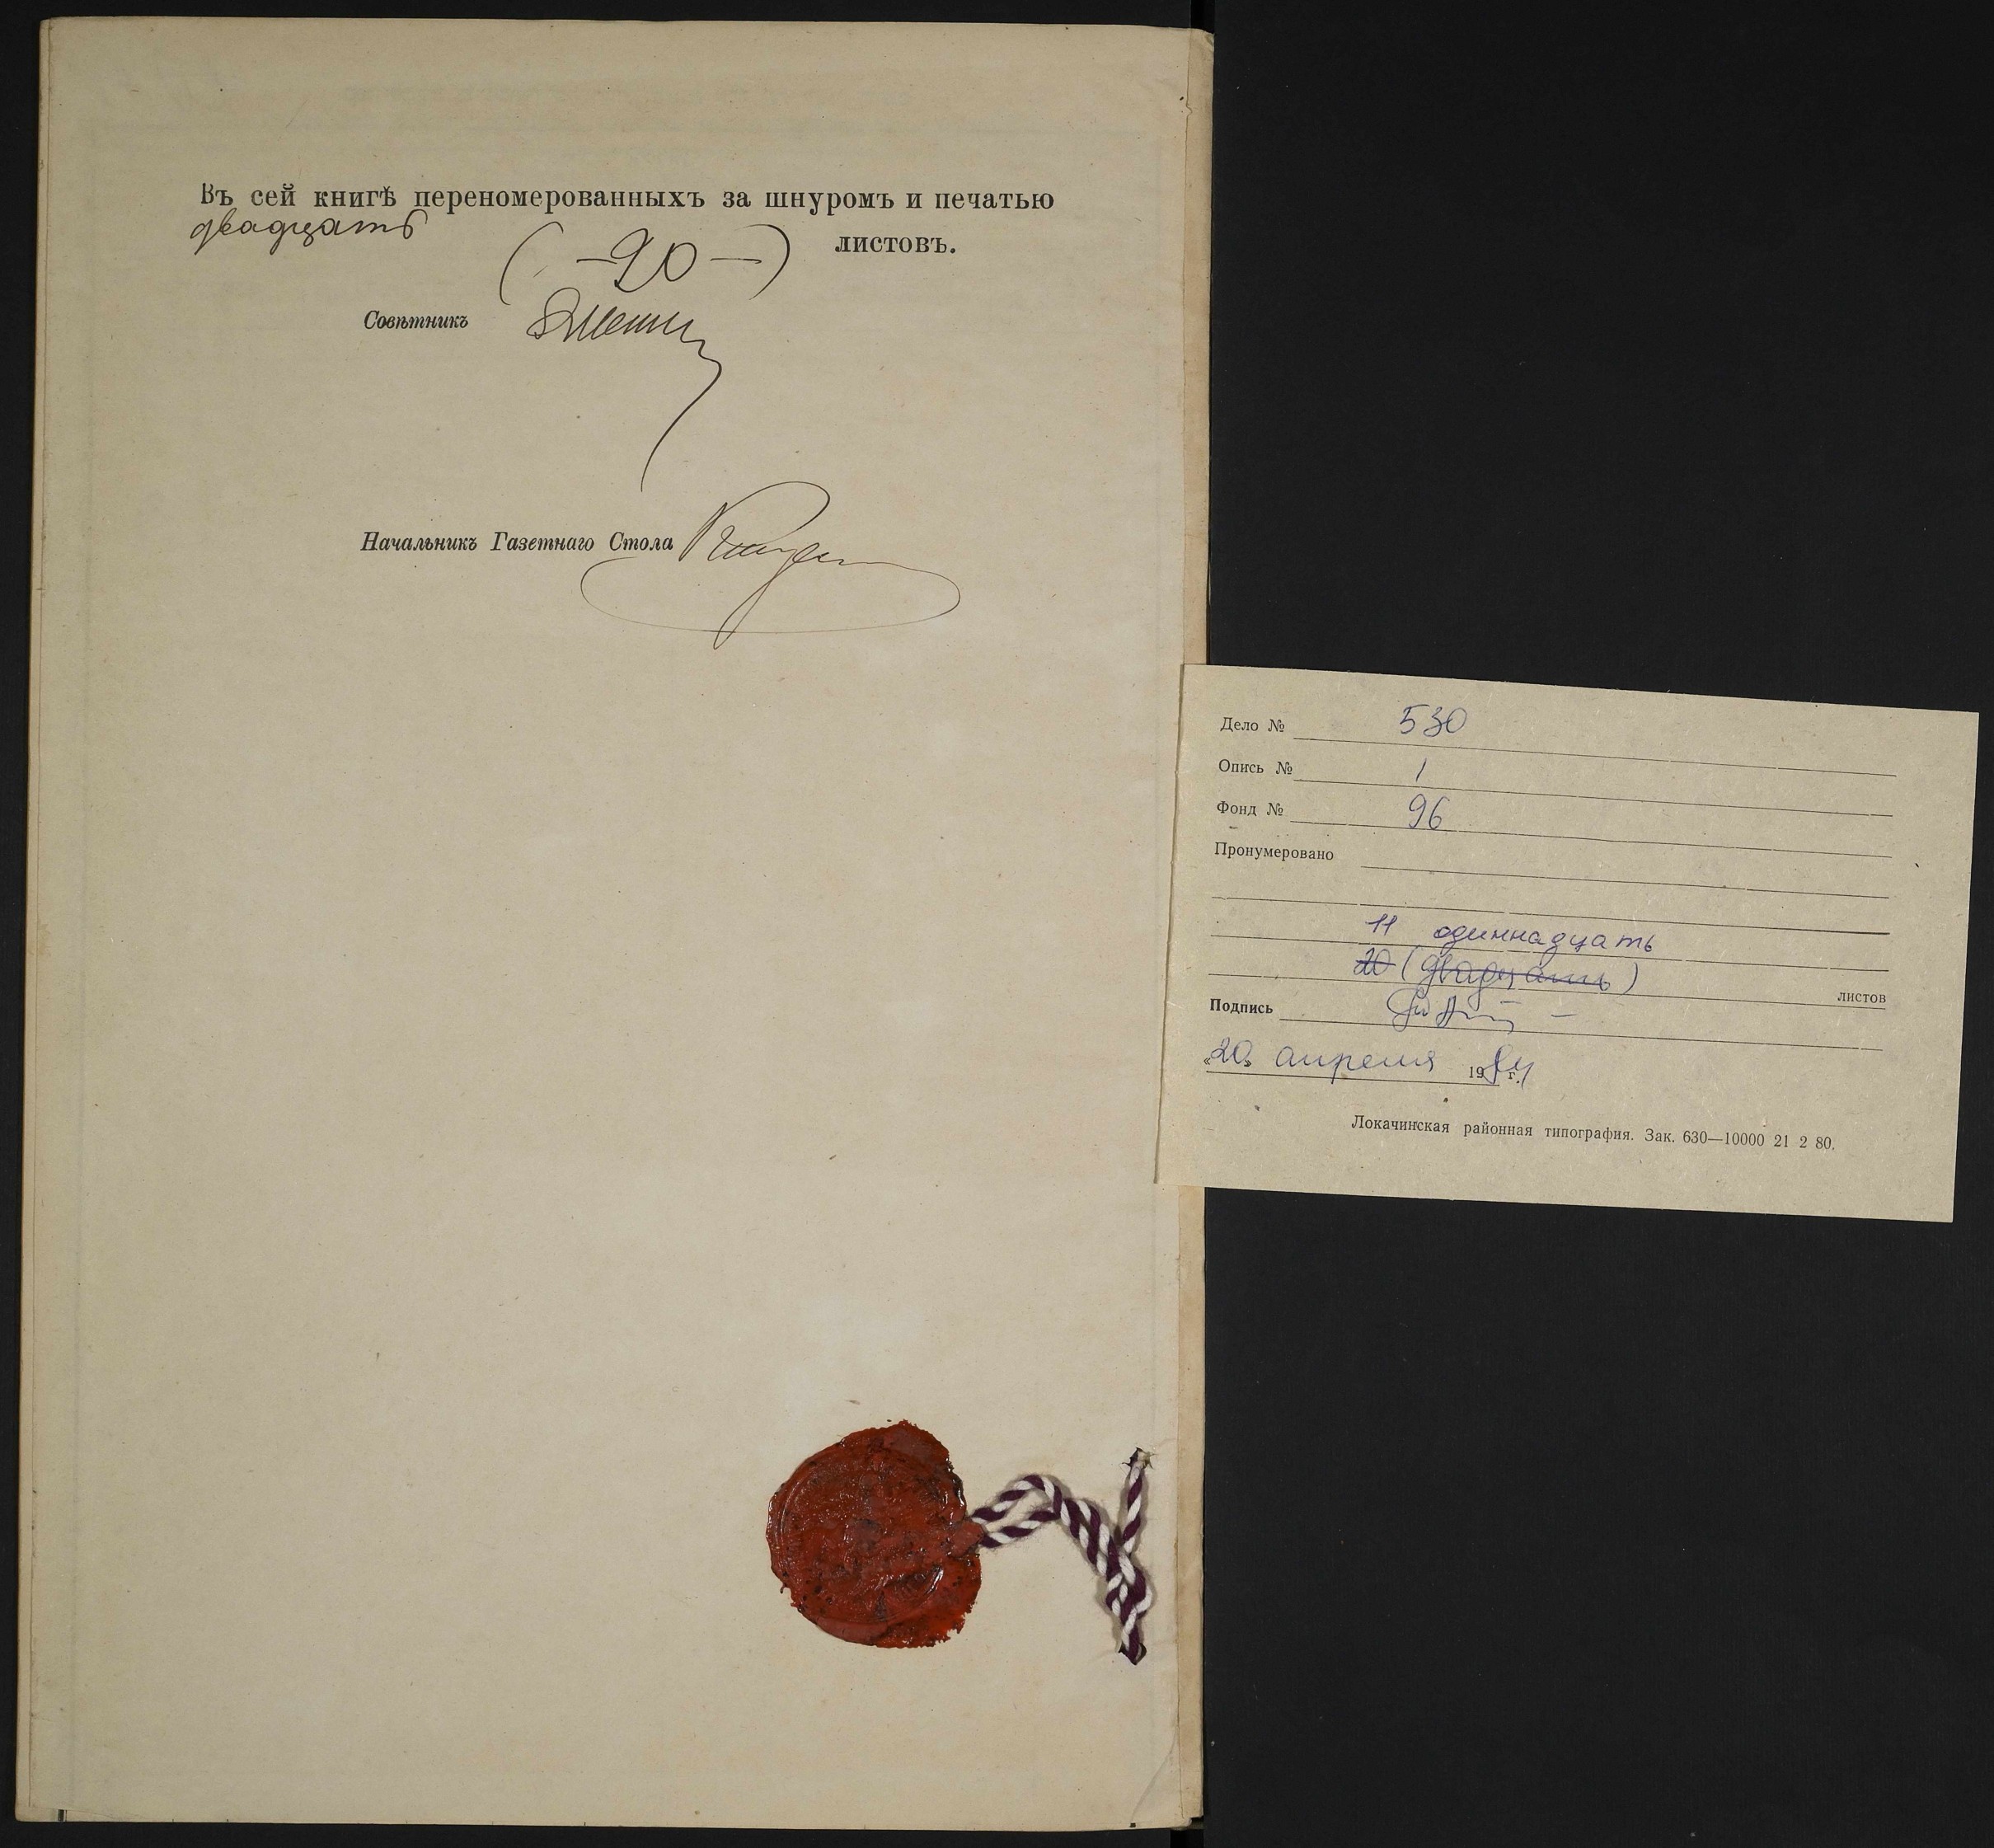 Въ сей книгѣ переномерованныхъ за шнуромъ и печатью
двадцать (-20-) листовъ.
Совѣтникъ
Начальникъ Газетнаго Стола
Дело № 530
Опись № 1
Фонд № 96
Пронумеровано
11 одиннадцать
20 (двадцать)
листов
Подпись
«20» апреля 1984 г.
Локачинская районная типография. Зак. 630—10000 21 2 80.